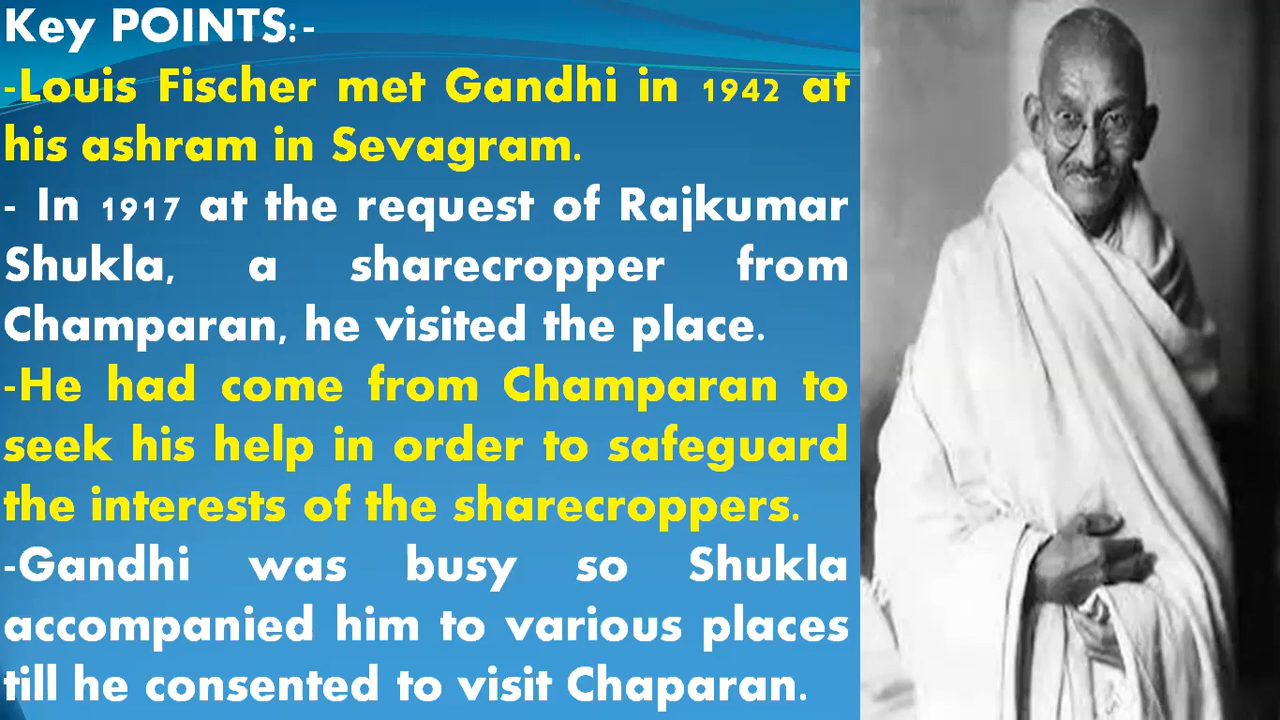 Key POINTS:-
-Louis Fischer met Gandhi in 1942 at
his ashram in Sevagram.
- In 1917 at the request of Rajkumar
Shukla, a sharecropper from
Champaran, he visited the place.
-He had come from Champaran to
seek his help in order to safeguard
the interests of the sharecroppers.
-Gandhi was busy so Shukla
accompanied him to various places
till he consented to visit Chaparan.